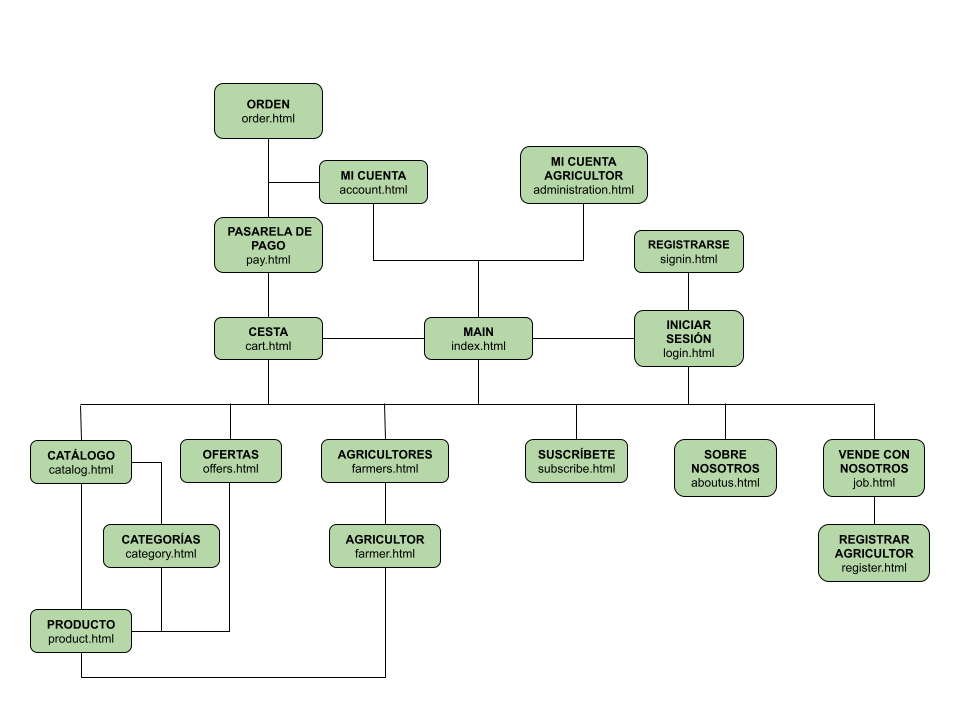 ORDEN
order.html
MI CUENTA
account.html
MI CUENTA
AGRICULTOR
administration.html
PASARELA DE
PAGO
pay.html
REGISTRARSE
signin.html
CESTA
cart.html
MAIN
index.html
INICIAR
SESIÓN
login.html
CATÁLOGO
catalog.html
OFERTAS
offers.html
AGRICULTORES
farmers.html
SUSCRÍBETE
subscribe.html
SOBRE
NOSOTROS
aboutus.html
VENDE CON
NOSOTROS
job.html
CATEGORÍAS
category.html
AGRICULTOR
farmer.html
REGISTRAR
AGRICULTOR
register.html
PRODUCTO
product.html